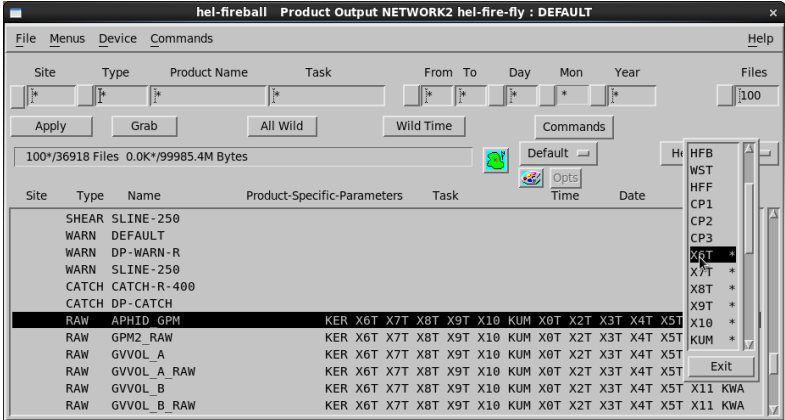 hel-fireball Product Output NETWORK2 hel-fire-fly : DEFAULT
File Menus Device Commands Help
Site Type Product Name Task From To Day Mon Year Files
* * * * * * * * * 100
Apply Grab All Wild Wild Time Commands
100*/36918 Files 0.0K*/99985.4M Bytes Default He
Opts
Site Type Name Product-Specific-Parameters Task Time Date
HFB
WST
HFF
CP1
CP2
CP3
X6T *
X7T *
X8T *
X9T *
X10 *
KUM *
Exit
SHEAR SLINE-250
WARN DEFAULT
WARN DP-WARN-R
WARN SLINE-250
CATCH CATCH-R-400
CATCH DP-CATCH
RAW APHID_GPM KER X6T X7T X8T X9T X10 KUM X0T X2T X3T X4T X5T
RAW GPM2_RAW KER X6T X7T X8T X9T X10 KUM X0T X2T X3T X4T X5T
RAW GVVOL_A KER X6T X7T X8T X9T X10 KUM X0T X2T X3T X4T X5T
RAW GVVOL_A_RAW KER X6T X7T X8T X9T X10 KUM X0T X2T X3T X4T X5T
RAW GVVOL_B KER X6T X7T X8T X9T X10 KUM X0T X2T X3T X4T X5T X11 KWA
RAW GVVOL_B_RAW KER X6T X7T X8T X9T X10 KUM X0T X2T X3T X4T X5T X11 KWA